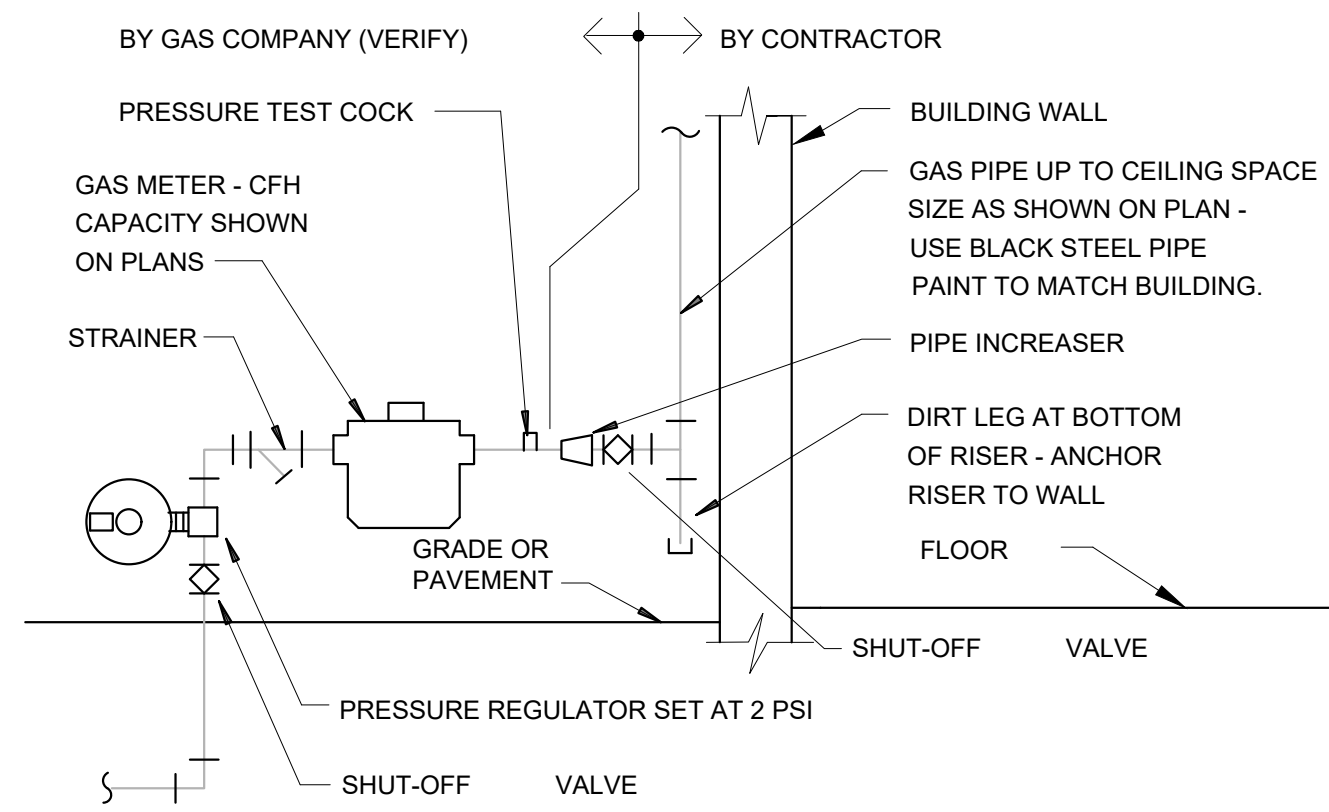 BY GAS COMPANY (VERIFY)
BY CONTRACTOR
PRESSURE TEST COCK
BUILDING WALL
GAS METER - CFH
CAPACITY SHOWN
ON PLANS
GAS PIPE UP TO CEILING SPACE
SIZE AS SHOWN ON PLAN -
USE BLACK STEEL PIPE
PAINT TO MATCH BUILDING.
STRAINER
PIPE INCREASER
DIRT LEG AT BOTTOM
OF RISER - ANCHOR
RISER TO WALL
GRADE OR
PAVEMENT
FLOOR
SHUT-OFF VALVE
PRESSURE REGULATOR SET AT 2 PSI
SHUT-OFF VALVE